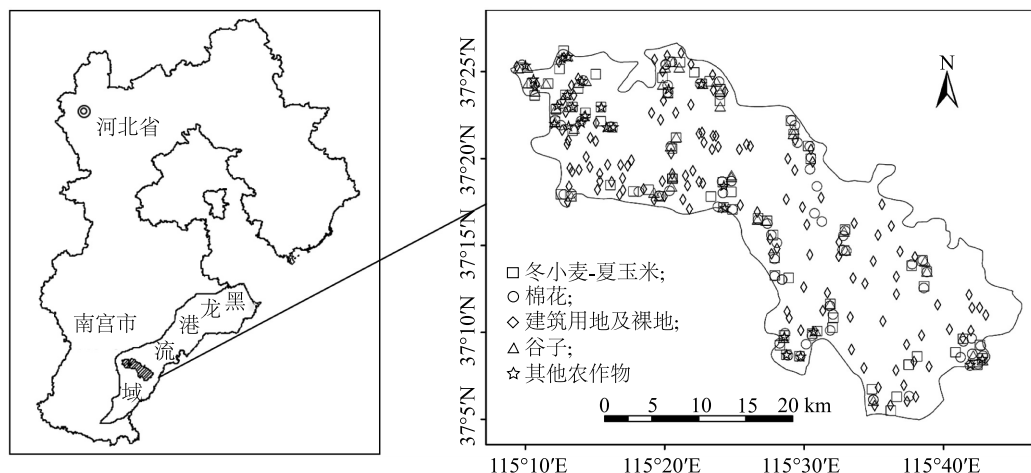 河北省
南宫市
黑
龙
港
流
域
N
37°25′N
37°20′N
37°15′N
37°10′N
37°5′N
冬小麦-夏玉米;
棉花;
建筑用地及裸地;
谷子;
其他农作物
0 5 10 15 20 km
115°10′E 115°20′E 115°30′E 115°40′E